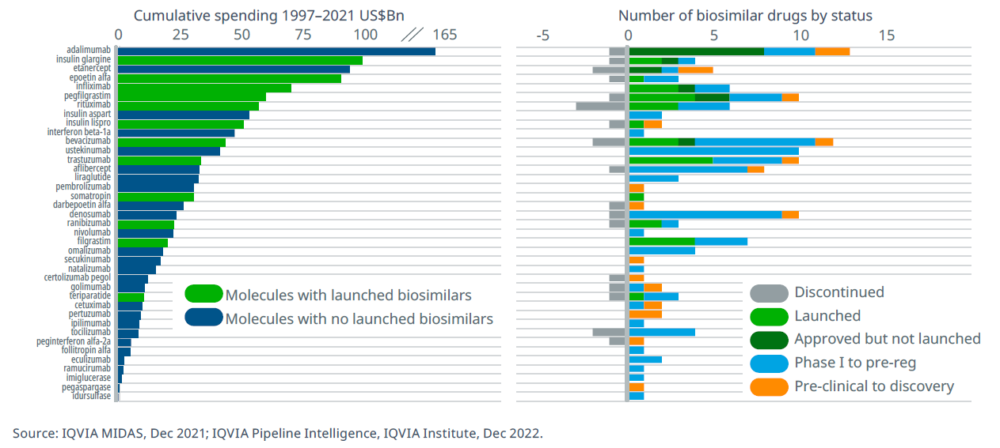 Cumulative spending 1997–2021 US$Bn
Number of biosimilar drugs by status
0 25 50 75 100 // 165
-5 0 5 10 15
adalimumab
insulin glargine
etanercept
epoetin alfa
infliximab
pegfilgrastim
rituximab
insulin aspart
insulin lispro
interferon beta-1a
bevacizumab
ustekinumab
trastuzumab
aflibercept
liraglutide
pembrolizumab
somatropin
darbepoetin alfa
denosumab
ranibizumab
nivolumab
filgrastim
omalizumab
secukinumab
natalizumab
certolizumab pegol
golimumab
teriparatide
cetuximab
pertuzumab
ipilimumab
tocilizumab
peginterferon alfa-2a
follitropin alfa
eculizumab
ramucirumab
imiglucerase
pegaspargase
idursulfase
Molecules with launched biosimilars
Molecules with no launched biosimilars
Discontinued
Launched
Approved but not launched
Phase I to pre-reg
Pre-clinical to discovery
Source: IQVIA MIDAS, Dec 2021; IQVIA Pipeline Intelligence, IQVIA Institute, Dec 2022.